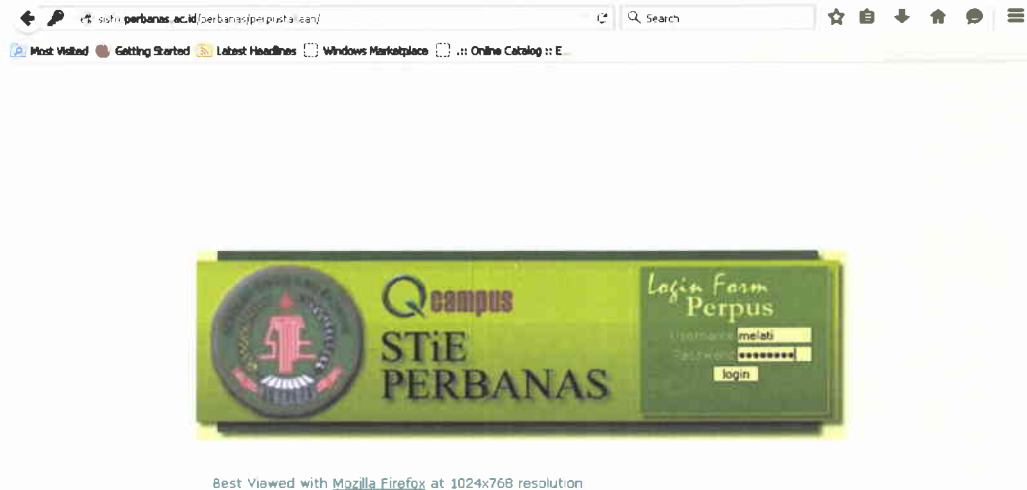 sisfo.perbanas.ac.id/perbanas/perpustakaan/
Search
Most Visited Getting Started Latest Headlines Windows Marketplace .:: Online Catalog :: E...
Qcampus
STiE
PERBANAS
Login Form
Perpus
Username melati
Password
login
Best Viewed with Mozilla Firefox at 1024x768 resolution